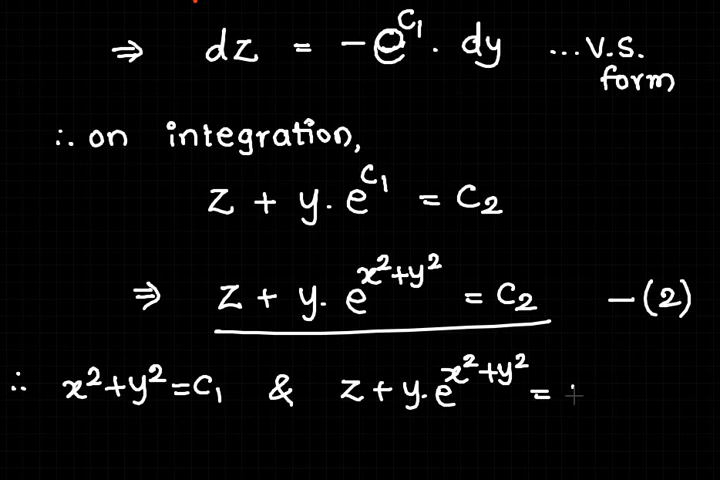 ⇒ dz = -e^{c₁}. dy ...V.S. form
∴ on integration,
z + y. e^{c₁} = c₂
⇒ z + y. e^{x²+y²} = c₂ -(2)
∴ x²+y²=c₁ & z + y. e^{x²+y²} =